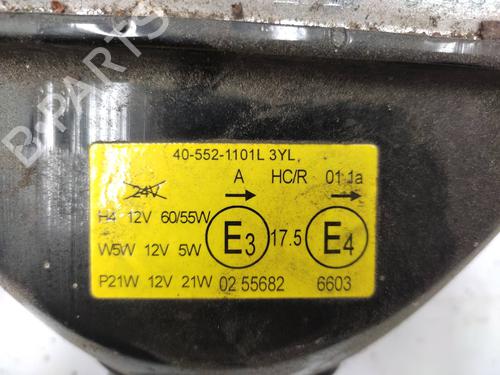 B-PARTS
40-552-1101L 3YL
A HC/R 01 1a
24V
H4 12V 60/55W
E3 17.5 E4
W5W 12V 5W
P21W 12V 21W 02 55682 6603